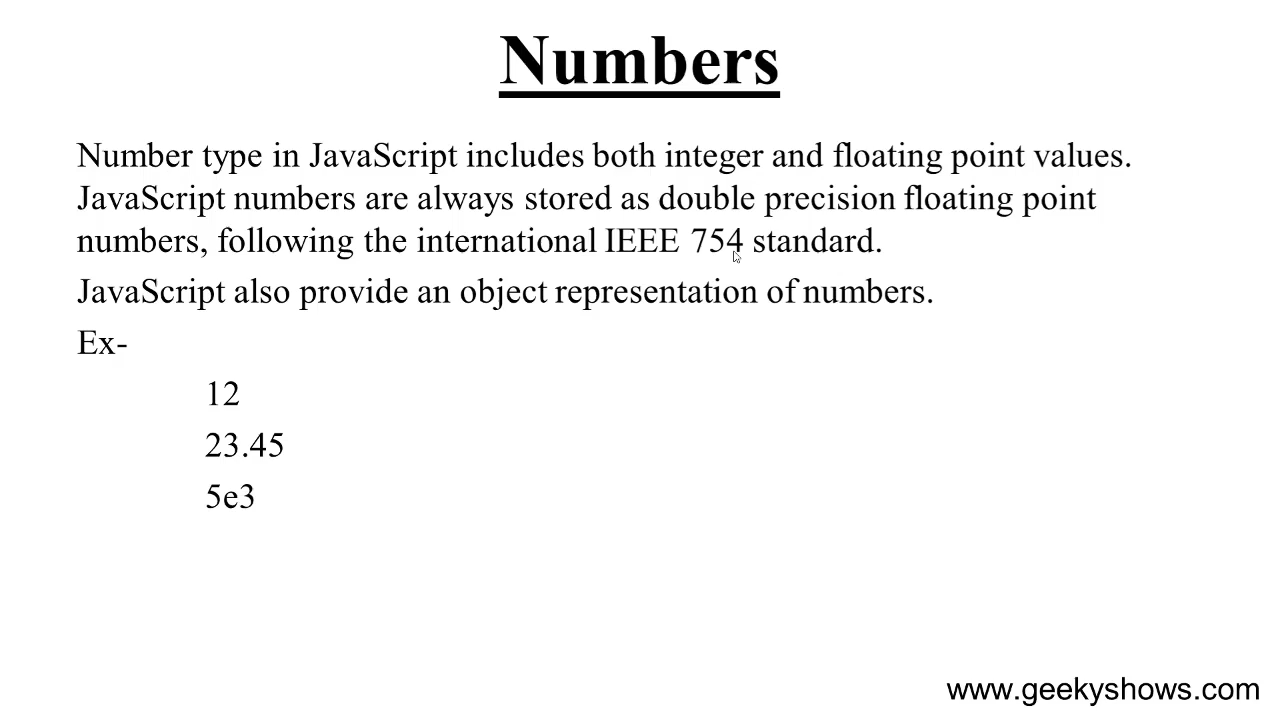 Numbers
Number type in JavaScript includes both integer and floating point values.
JavaScript numbers are always stored as double precision floating point
numbers, following the international IEEE 754 standard.
JavaScript also provide an object representation of numbers.
Ex-
12
23.45
5e3
www.geekyshows.com